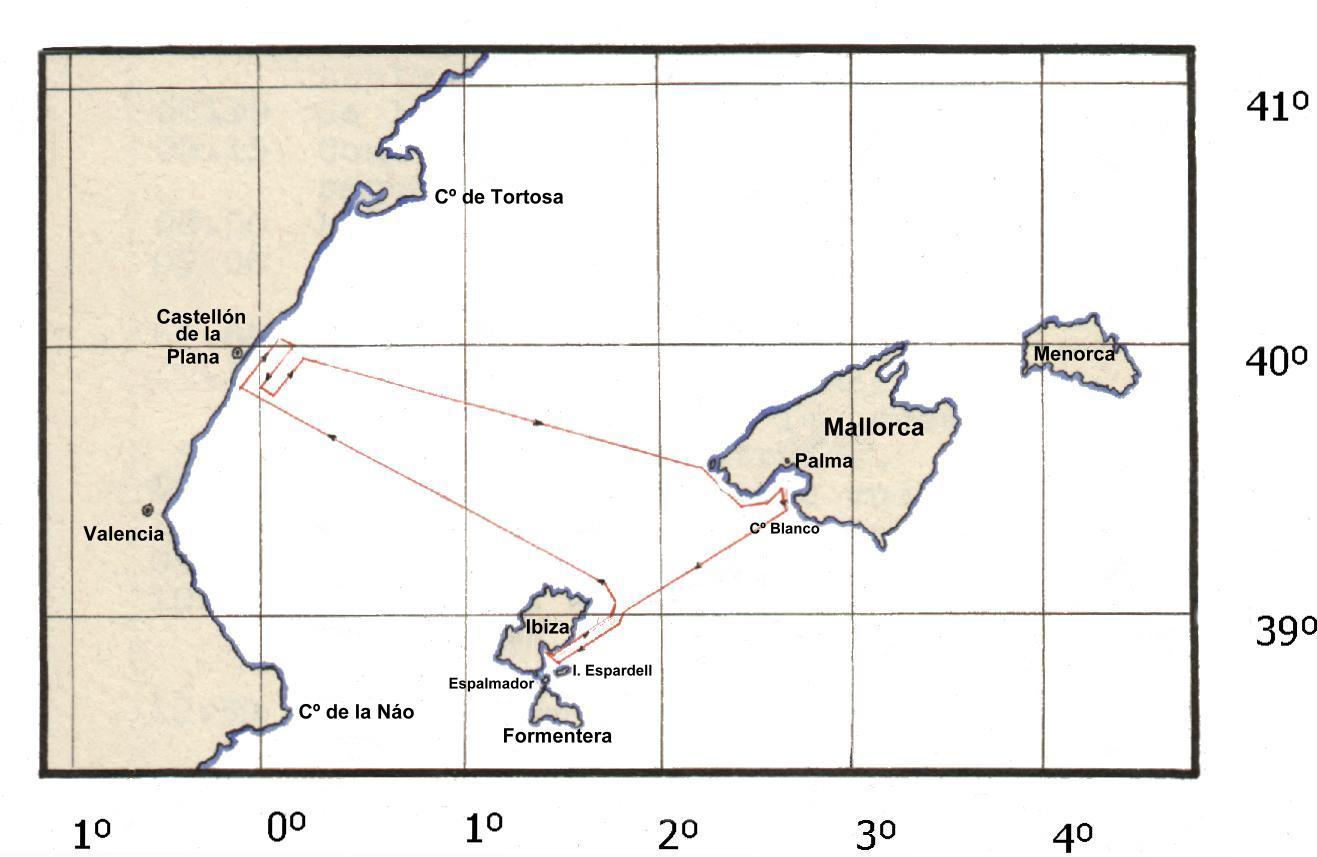 41º
Cº de Tortosa
Castellón
de la
Plana
40º
Menorca
Mallorca
Palma
Valencia
Cº Blanco
Ibiza
39º
I. Espardell
Espalmador
Cº de la Náo
Formentera
1º
0º
1º
2º
3º
4º